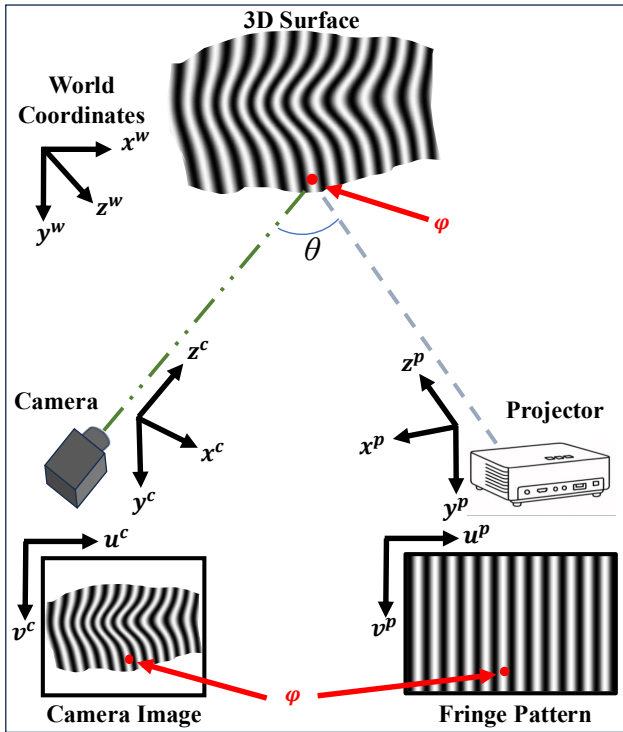 3D Surface
World
Coordinates
x^w
z^w
y^w
φ
θ
z^c
z^p
Camera
Projector
x^c
x^p
y^c
y^p
u^c
u^p
v^c
v^p
φ
Camera Image
Fringe Pattern